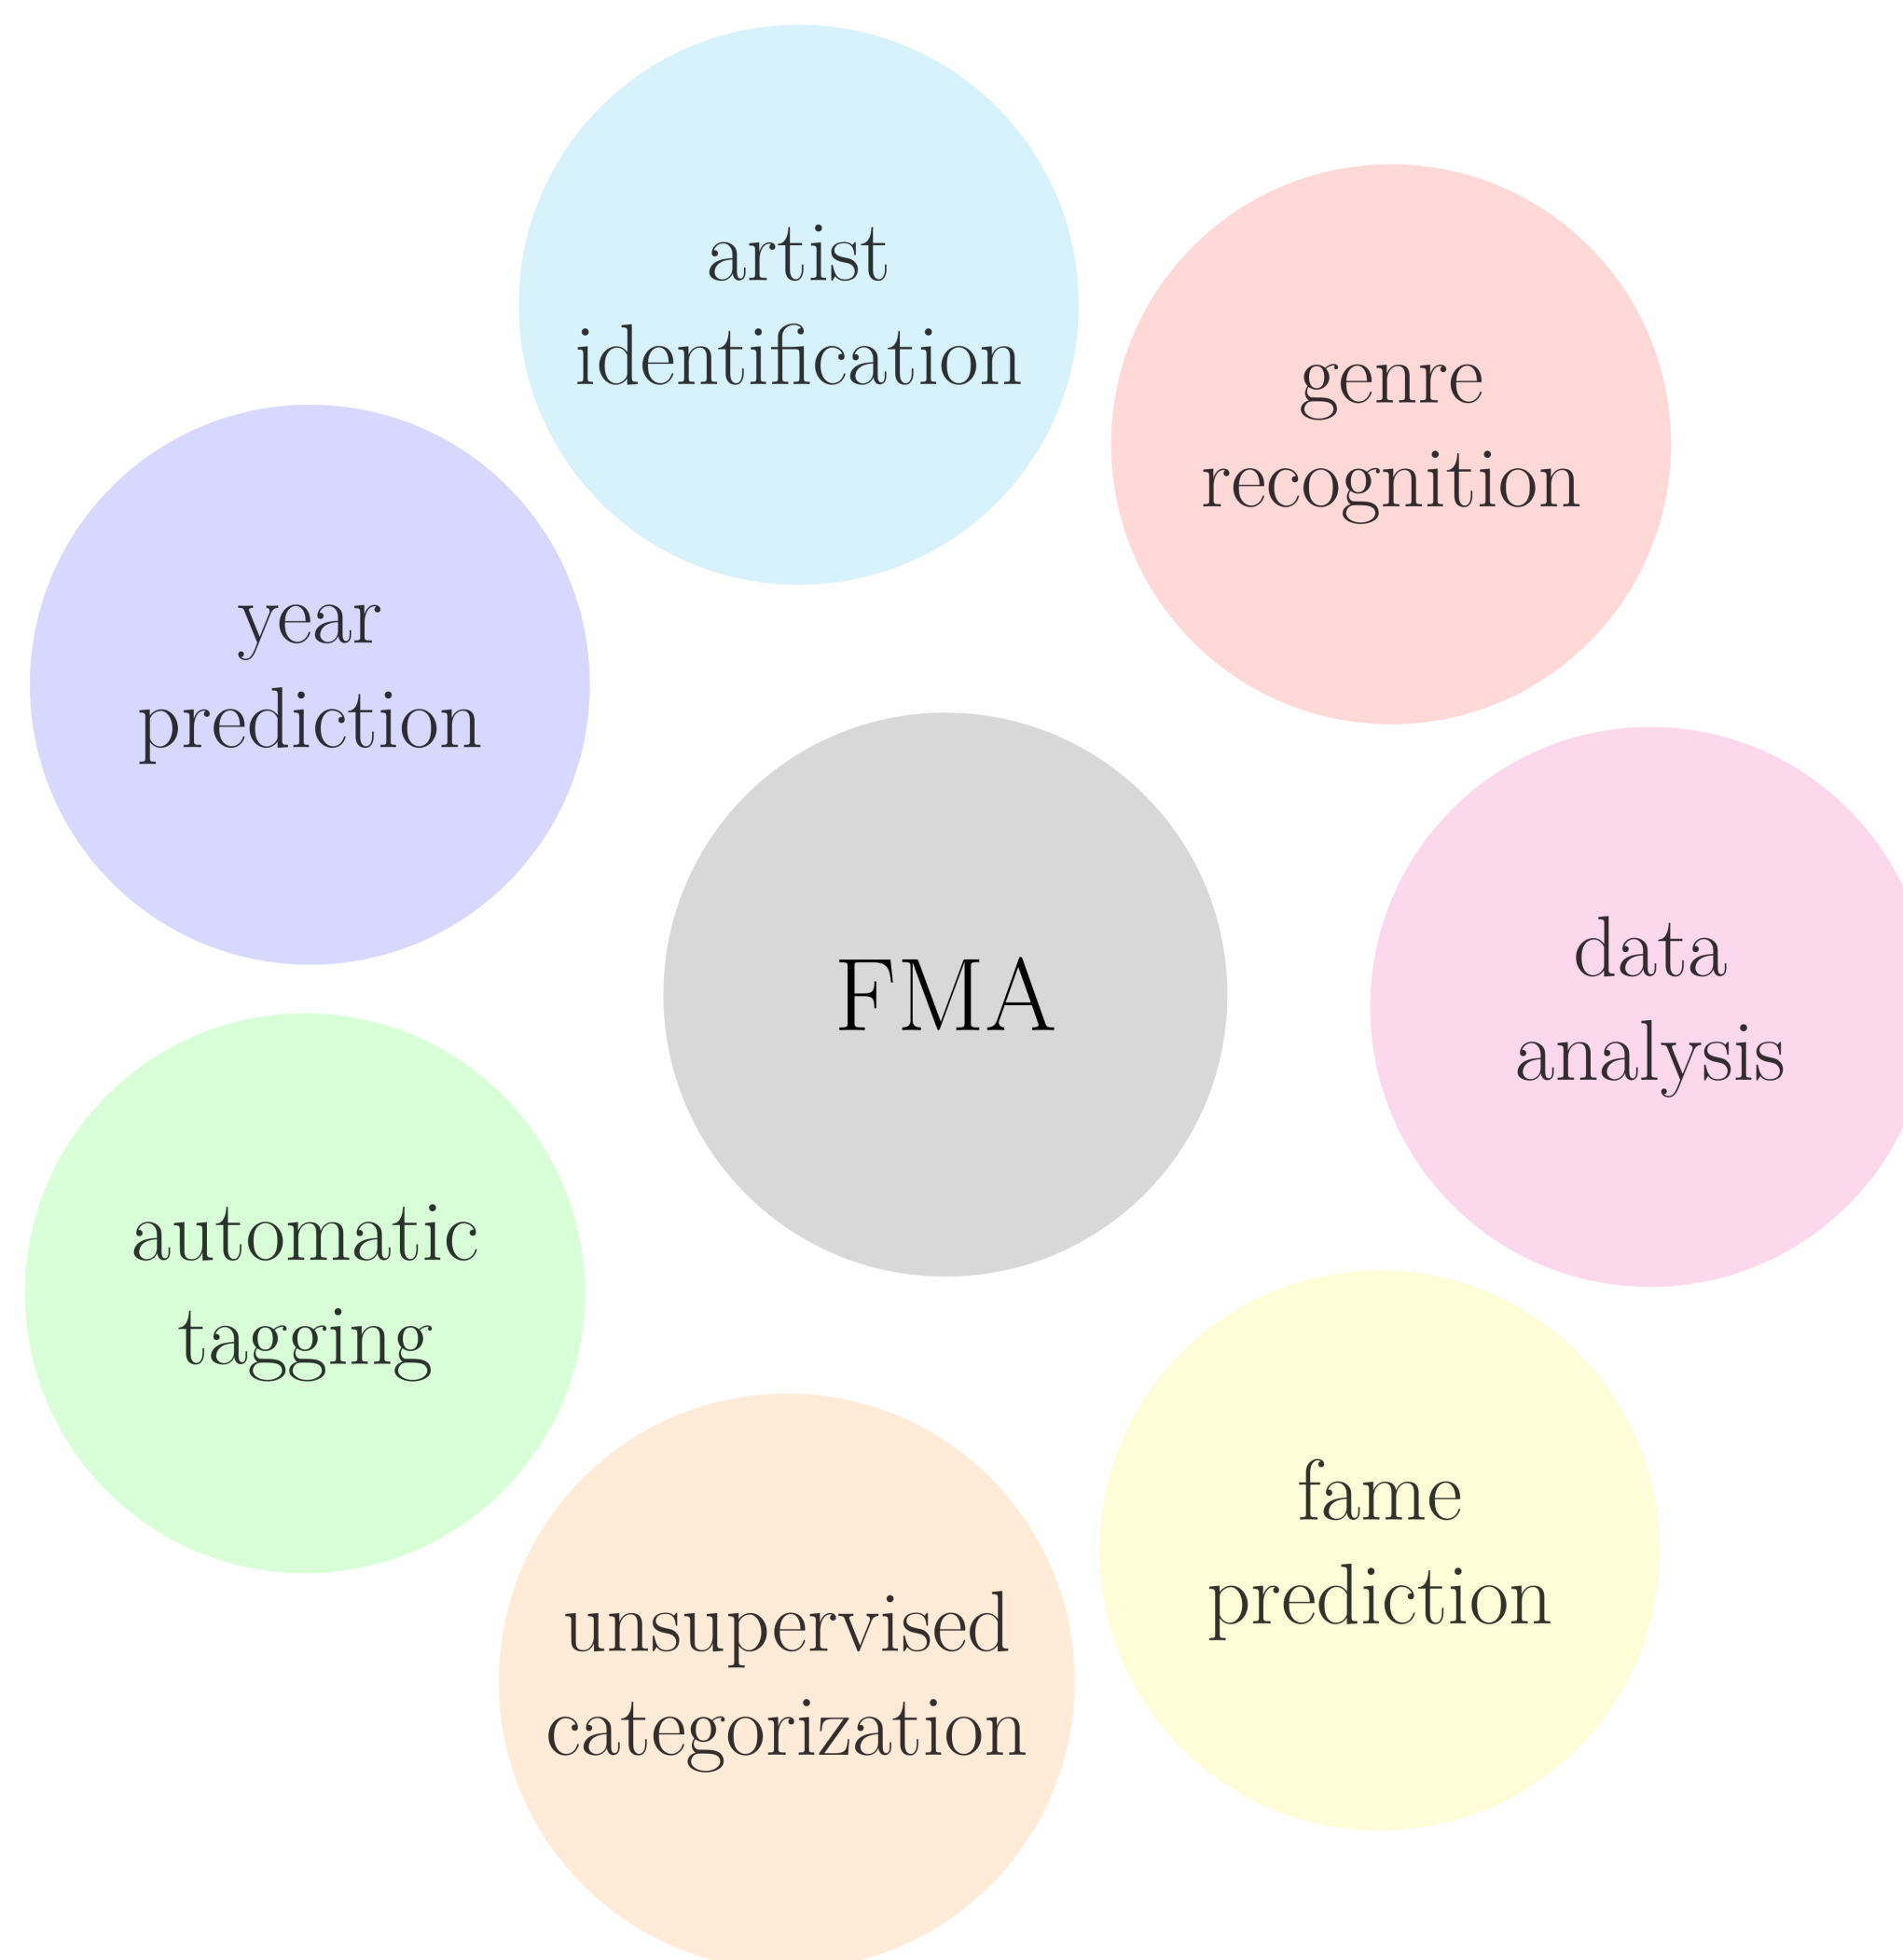 artist
identification
genre
recognition
year
prediction
FMA
data
analysis
automatic
tagging
fame
prediction
unsupervised
categorization